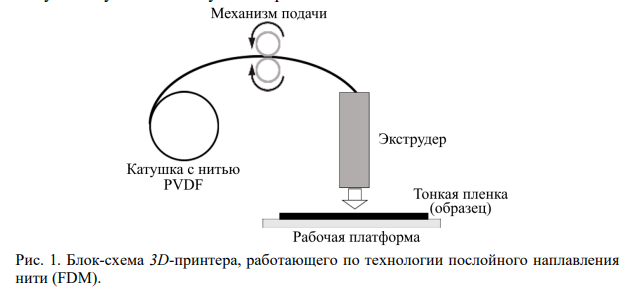 Механизм подачи
Экструдер
Катушка с нитью
PVDF
Тонкая пленка
(образец)
Рабочая платформа
Рис. 1. Блок-схема 3D-принтера, работающего по технологии послойного наплавления
нити (FDM).